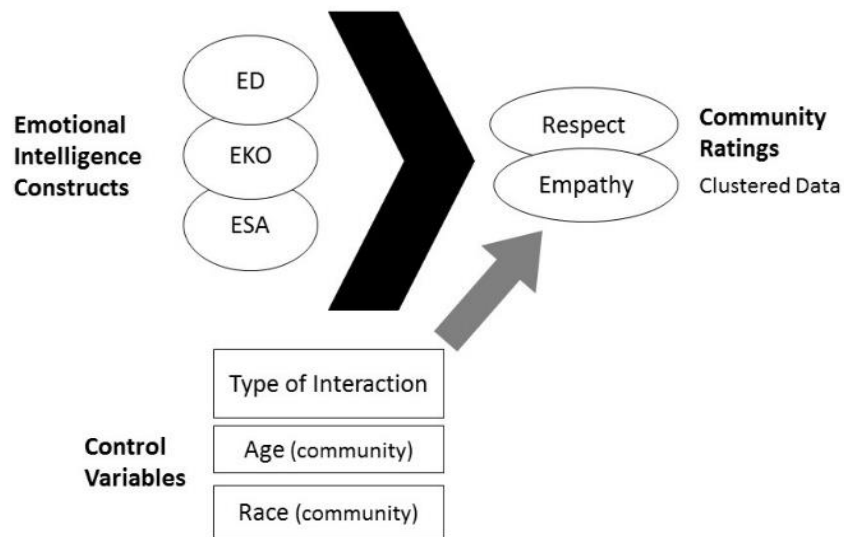 ED
Emotional
Intelligence
Constructs
EKO
ESA
Respect
Empathy
Community
Ratings
Clustered Data
Type of Interaction
Control
Variables
Age (community)
Race (community)